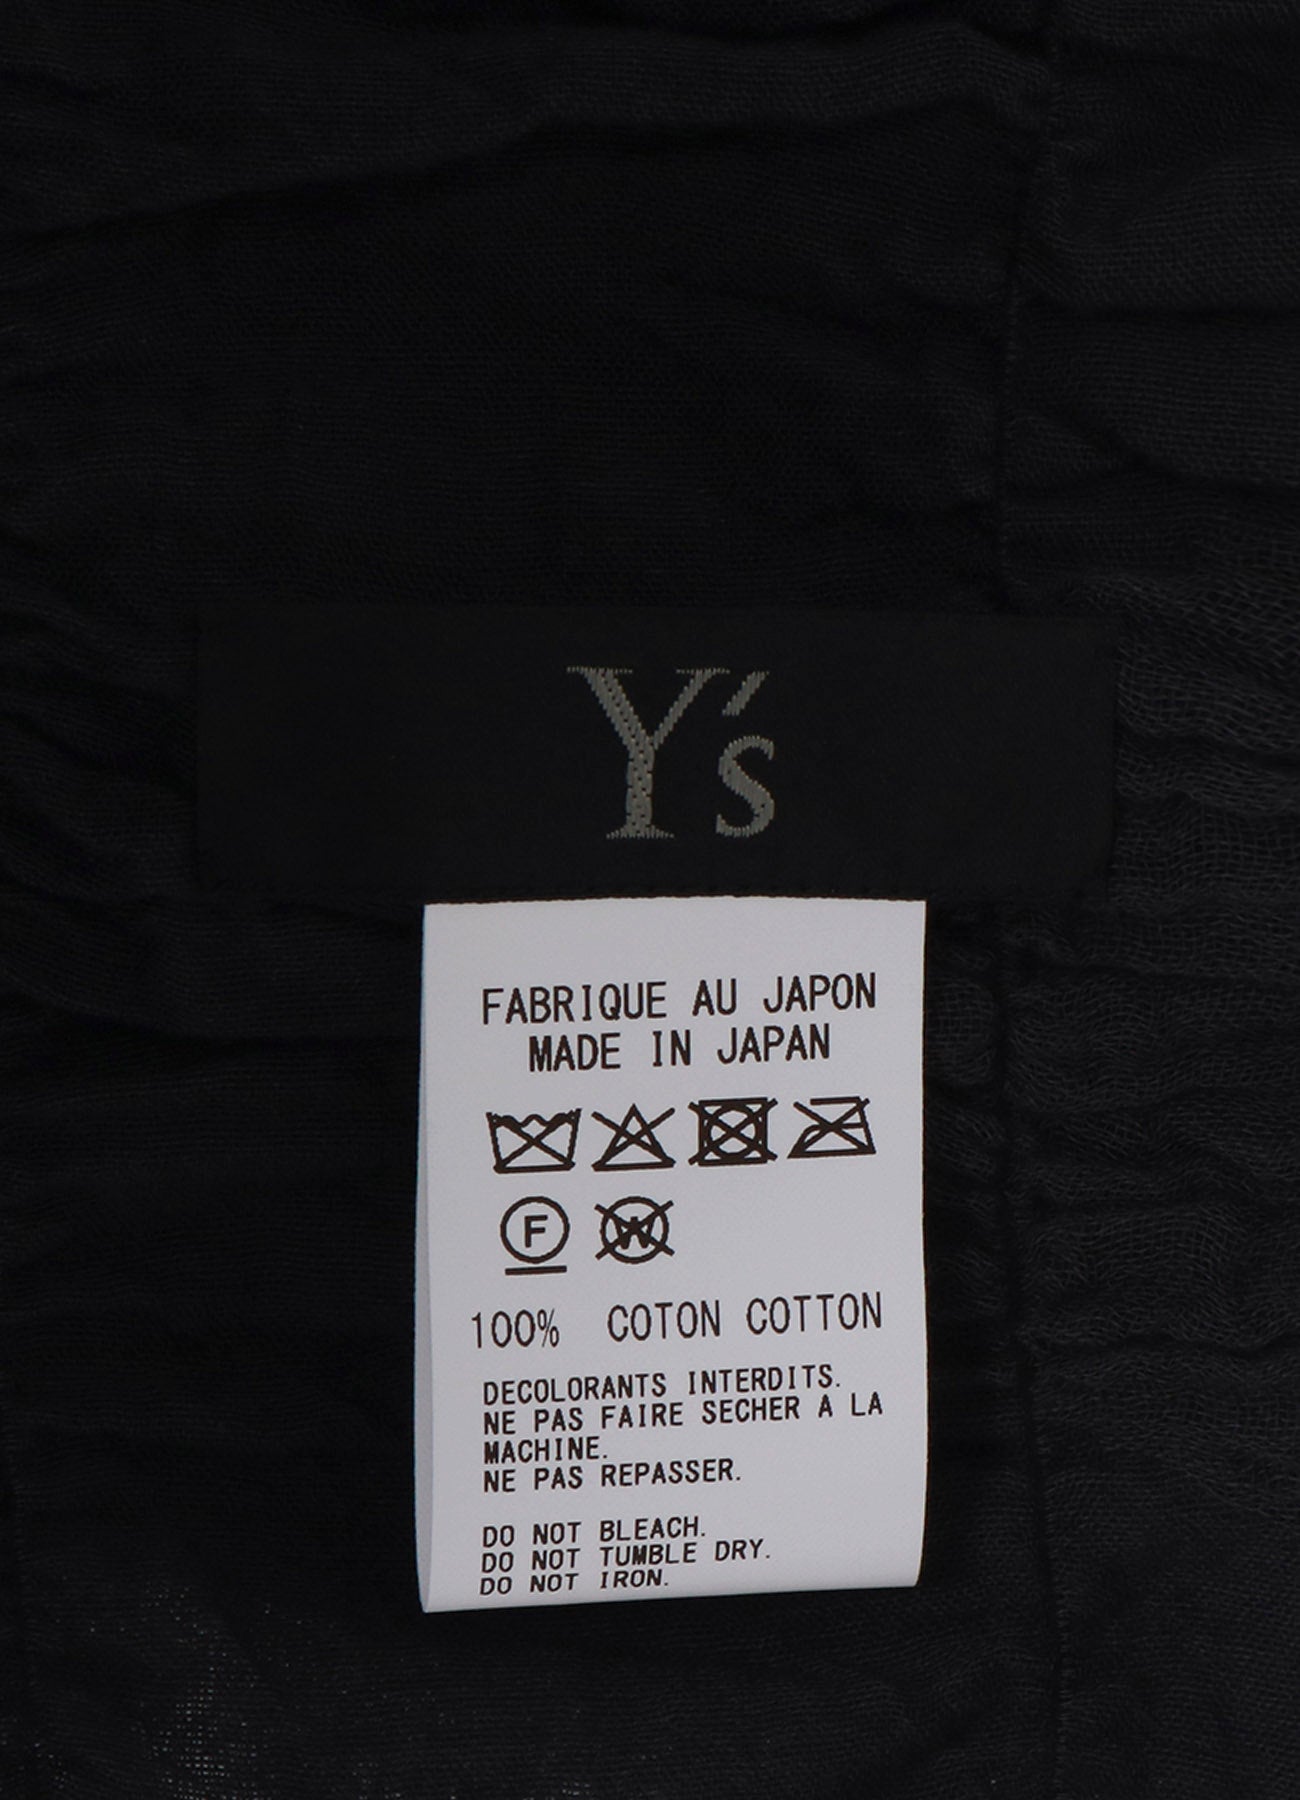 Y's
FABRIQUE AU JAPON
MADE IN JAPAN
F W
100% COTON COTTON
DECOLORANTS INTERDITS.
NE PAS FAIRE SECHER A LA
MACHINE.
NE PAS REPASSER.
DO NOT BLEACH.
DO NOT TUMBLE DRY.
DO NOT IRON.